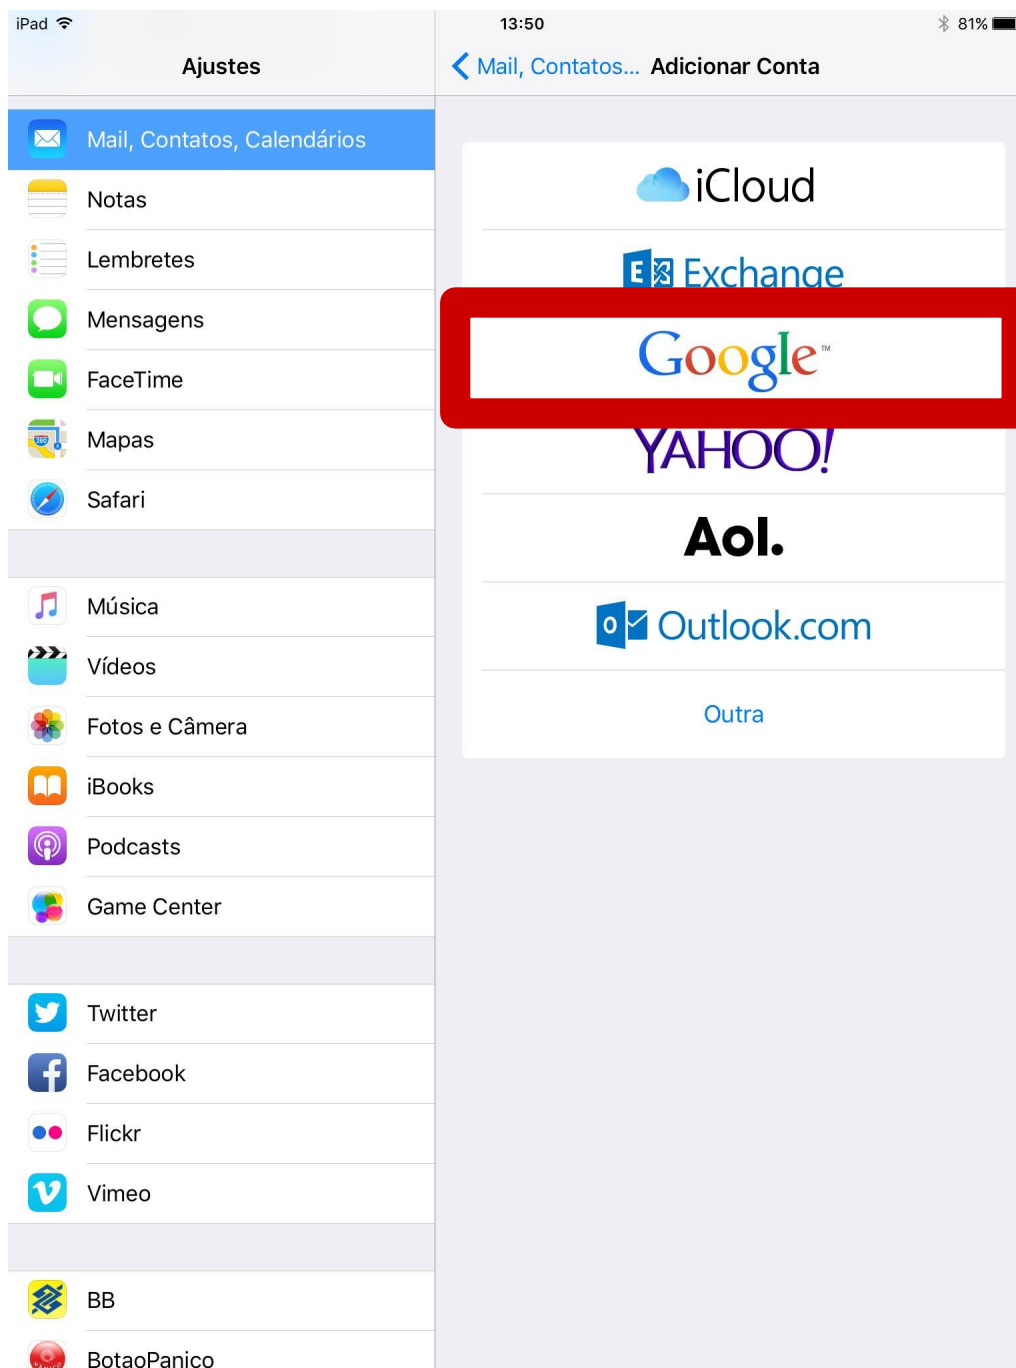 iPad 13:50 81%
Ajustes
Mail, Contatos, Calendários
Notas
Lembretes
Mensagens
FaceTime
Mapas
Safari
Música
Vídeos
Fotos e Câmera
iBooks
Podcasts
Game Center
Twitter
Facebook
Flickr
Vimeo
BB
BotaoPanico
Mail, Contatos... Adicionar Conta
iCloud
Exchange
Google™
YAHOO!
Aol.
Outlook.com
Outra